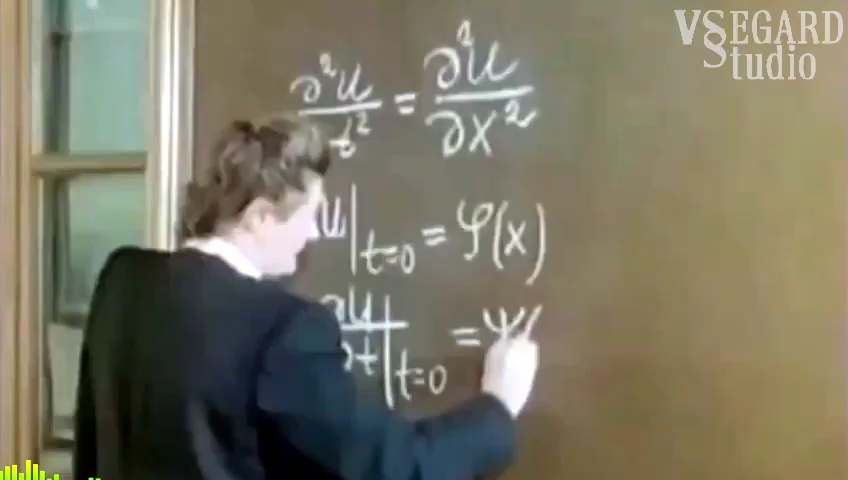 VSEGARD
Studio
∂²u/t² = ∂²u/∂x²
u|t=0 = φ(x)
∂u/∂t|t=0 = ψ(